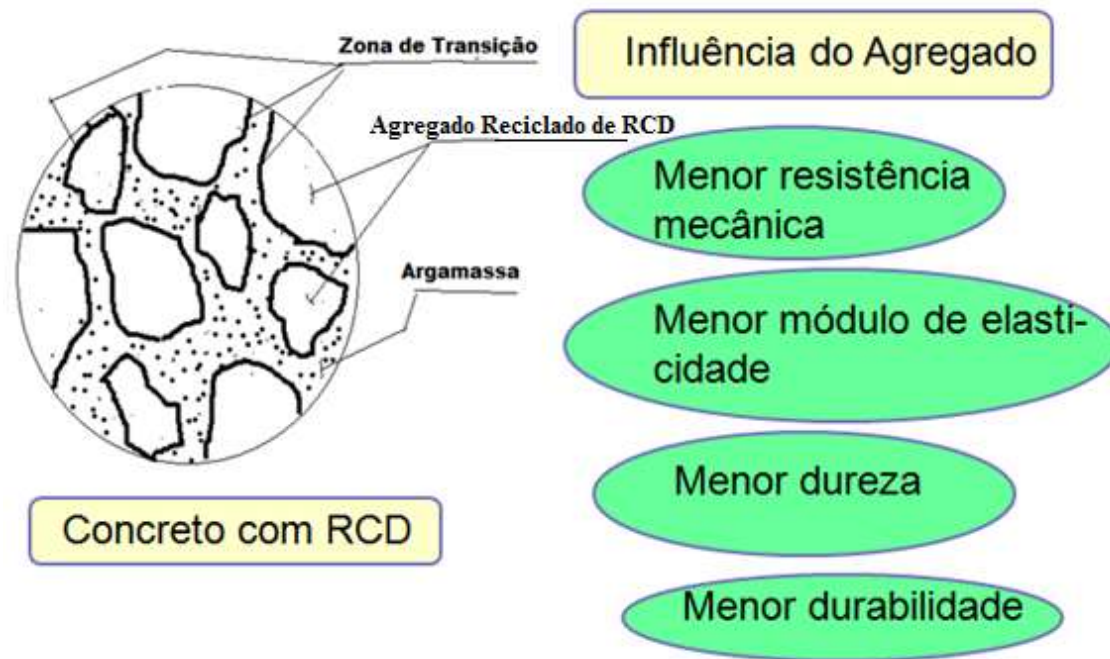 Zona de Transição
Agregado Reciclado de RCD
Argamassa
Concreto com RCD
Influência do Agregado
Menor resistência
mecânica
Menor módulo de elasti-
cidade
Menor dureza
Menor durabilidade